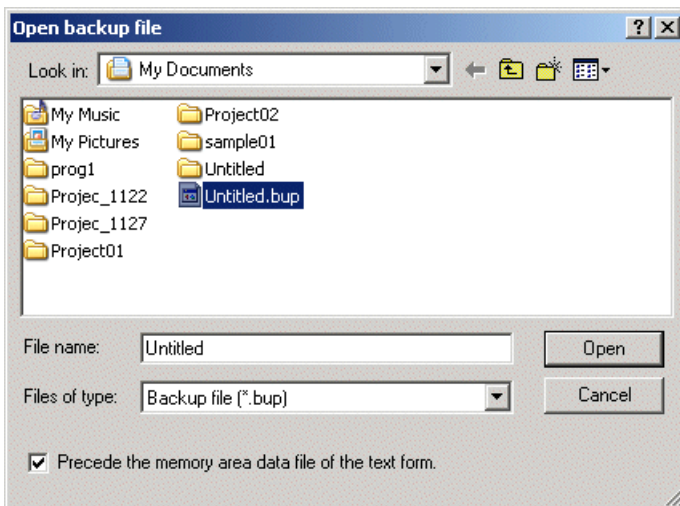 Open backup file
Look in: My Documents
My Music
My Pictures
prog1
Projec_1122
Projec_1127
Project01
Project02
sample01
Untitled
Untitled.bup
File name: Untitled
Open
Files of type: Backup file (*.bup)
Cancel
Precede the memory area data file of the text form.